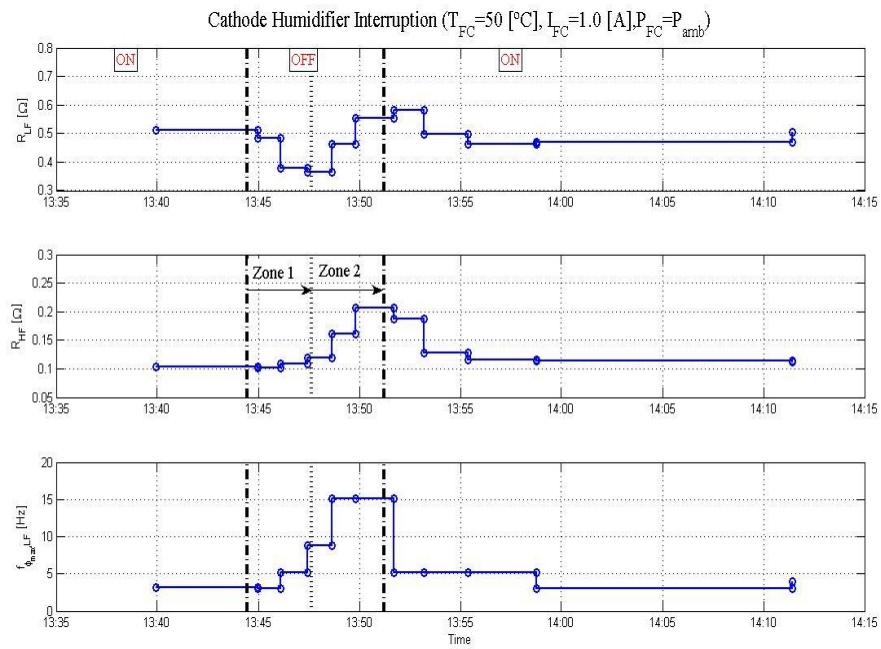 Cathode Humidifier Interruption (T_FC=50 [°C], I_FC=1.0 [A],P_FC=P_amb)
ON OFF ON
0.8
0.7
0.6
0.5
0.4
0.3
R_LF [Ω]
13:35 13:40 13:45 13:50 13:55 14:00 14:05 14:10 14:15
0.3
0.25
0.2
0.15
0.1
0.05
R_HF [Ω]
Zone 1 Zone 2
13:35 13:40 13:45 13:50 13:55 14:00 14:05 14:10 14:15
20
15
10
5
0
f_ϕmax,LF [Hz]
13:35 13:40 13:45 13:50 13:55 14:00 14:05 14:10 14:15
Time